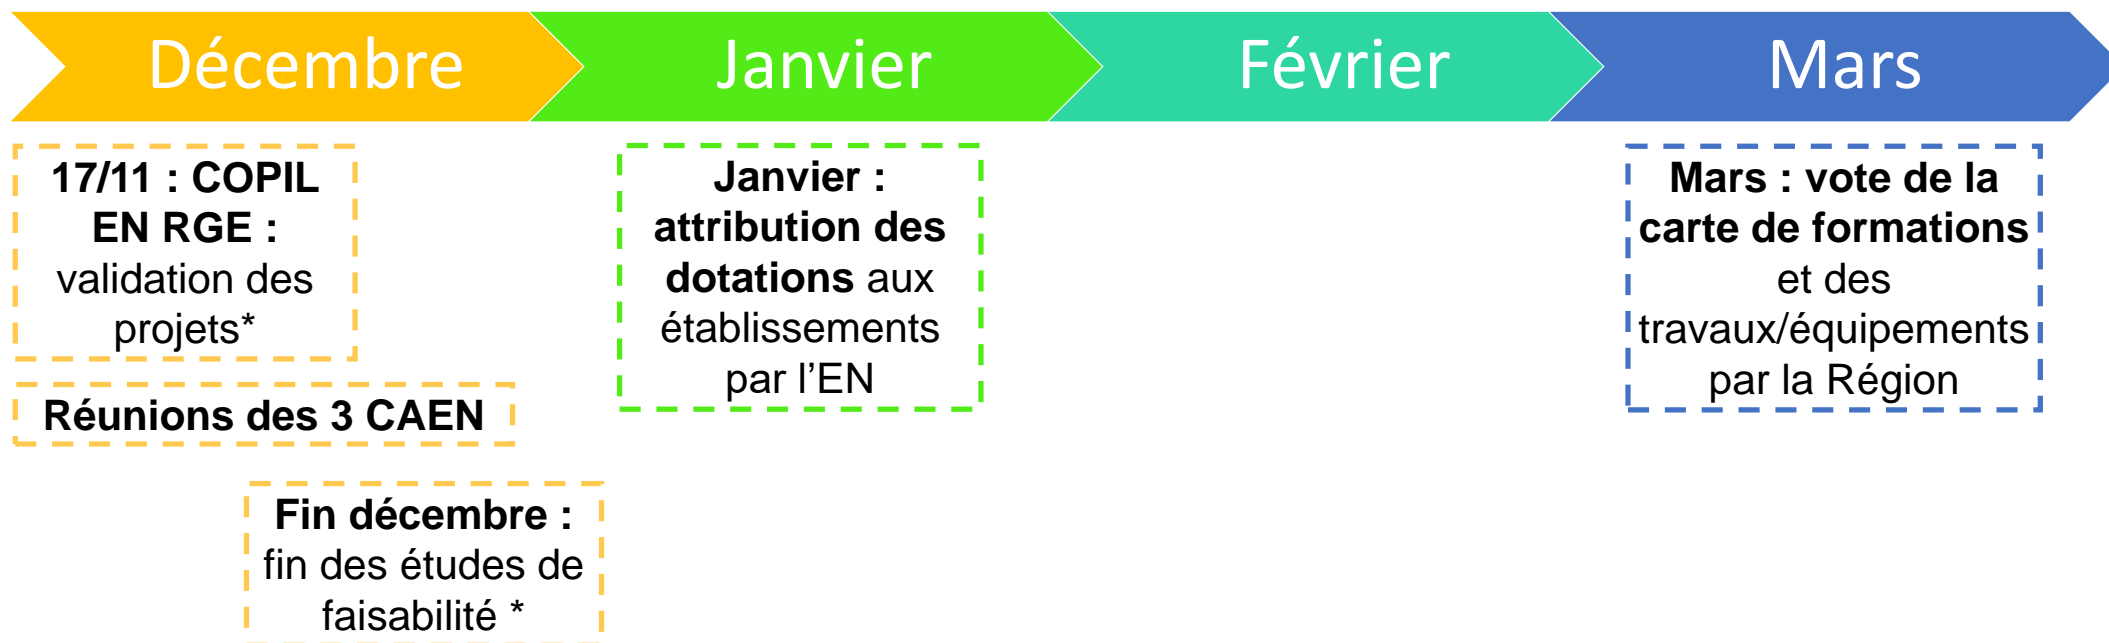 Décembre
Janvier
Février
Mars
17/11 : COPIL
EN RGE :
validation des
projets*
Réunions des 3 CAEN
Fin décembre :
fin des études de
faisabilité *
Janvier :
attribution des
dotations aux
établissements
par l’EN
Mars : vote de la
carte de formations
et des
travaux/équipements
par la Région